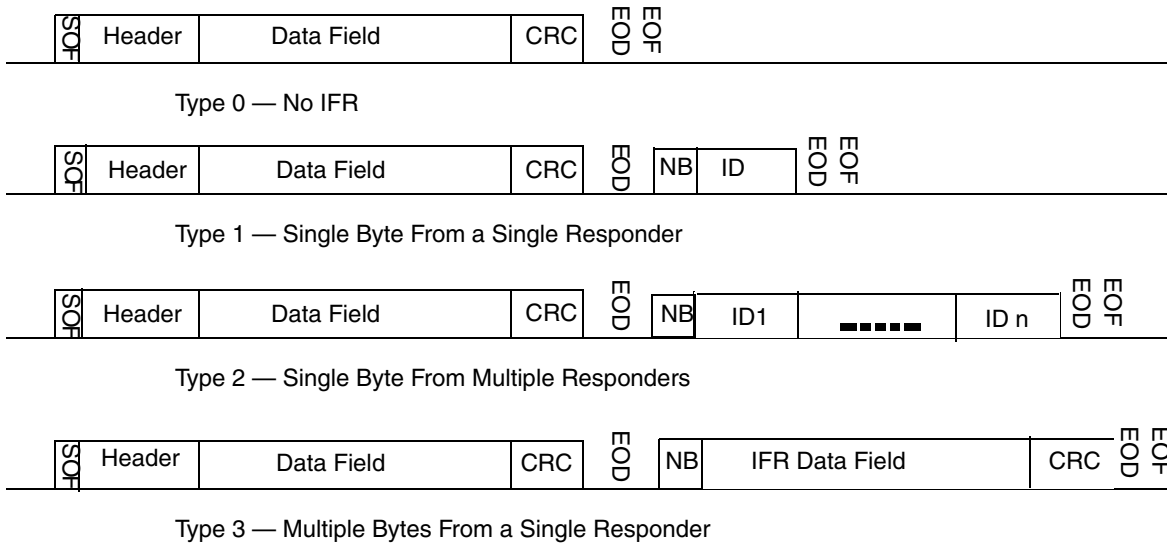 SOF Header Data Field CRC EOD EOF
Type 0 — No IFR
SOF Header Data Field CRC EOD NB ID EOD EOF
Type 1 — Single Byte From a Single Responder
SOF Header Data Field CRC EOD NB ID1 ID n EOD EOF
Type 2 — Single Byte From Multiple Responders
SOF Header Data Field CRC EOD NB IFR Data Field CRC EOD EOF
Type 3 — Multiple Bytes From a Single Responder